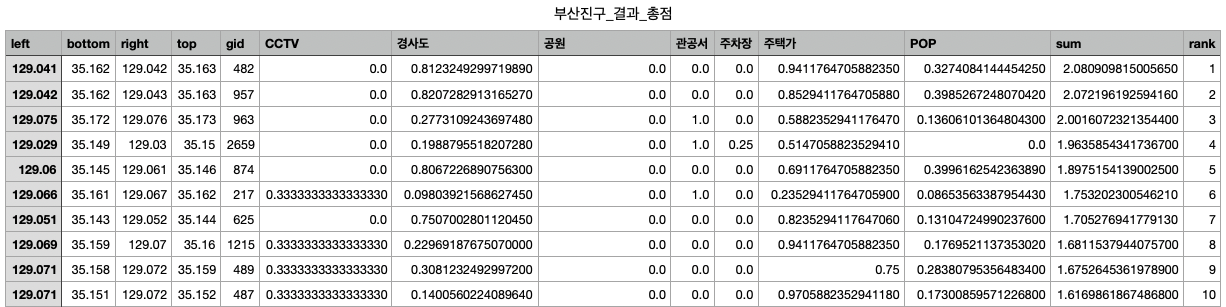 부산진구_결과_총점
left bottom right top gid CCTV 경사도 공원 관공서 주차장 주택가 POP sum rank
129.041 35.162 129.042 35.163 482 0.0 0.8123249299719890 0.0 0.0 0.0 0.9411764705882350 0.3274084144454250 2.080909815005650 1
129.042 35.162 129.043 35.163 957 0.0 0.8207282913165270 0.0 0.0 0.0 0.8529411764705880 0.3985267248070420 2.072196192594160 2
129.075 35.172 129.076 35.173 963 0.0 0.2773109243697480 0.0 1.0 0.0 0.5882352941176470 0.13606101364804300 2.0016072321354400 3
129.029 35.149 129.03 35.15 2659 0.0 0.1988795518207280 0.0 1.0 0.25 0.5147058823529410 0.0 1.9635854341736700 4
129.06 35.145 129.061 35.146 874 0.0 0.8067226890756300 0.0 0.0 0.0 0.6911764705882350 0.3996162542363890 1.8975154139002500 5
129.066 35.161 129.067 35.162 217 0.3333333333333330 0.09803921568627450 0.0 1.0 0.0 0.23529411764705900 0.08653563387954430 1.753202300546210 6
129.051 35.143 129.052 35.144 625 0.0 0.7507002801120450 0.0 0.0 0.0 0.8235294117647060 0.13104724990237600 1.705276941779130 7
129.069 35.159 129.07 35.16 1215 0.3333333333333330 0.22969187675070000 0.0 0.0 0.0 0.9411764705882350 0.1769521137353020 1.6811537944075700 8
129.071 35.158 129.072 35.159 489 0.3333333333333330 0.3081232492997200 0.0 0.0 0.0 0.75 0.28380795356483400 1.6752645361978900 9
129.071 35.151 129.072 35.152 487 0.3333333333333330 0.1400560224089640 0.0 0.0 0.0 0.9705882352941180 0.17300859571226800 1.6169861867486800 10